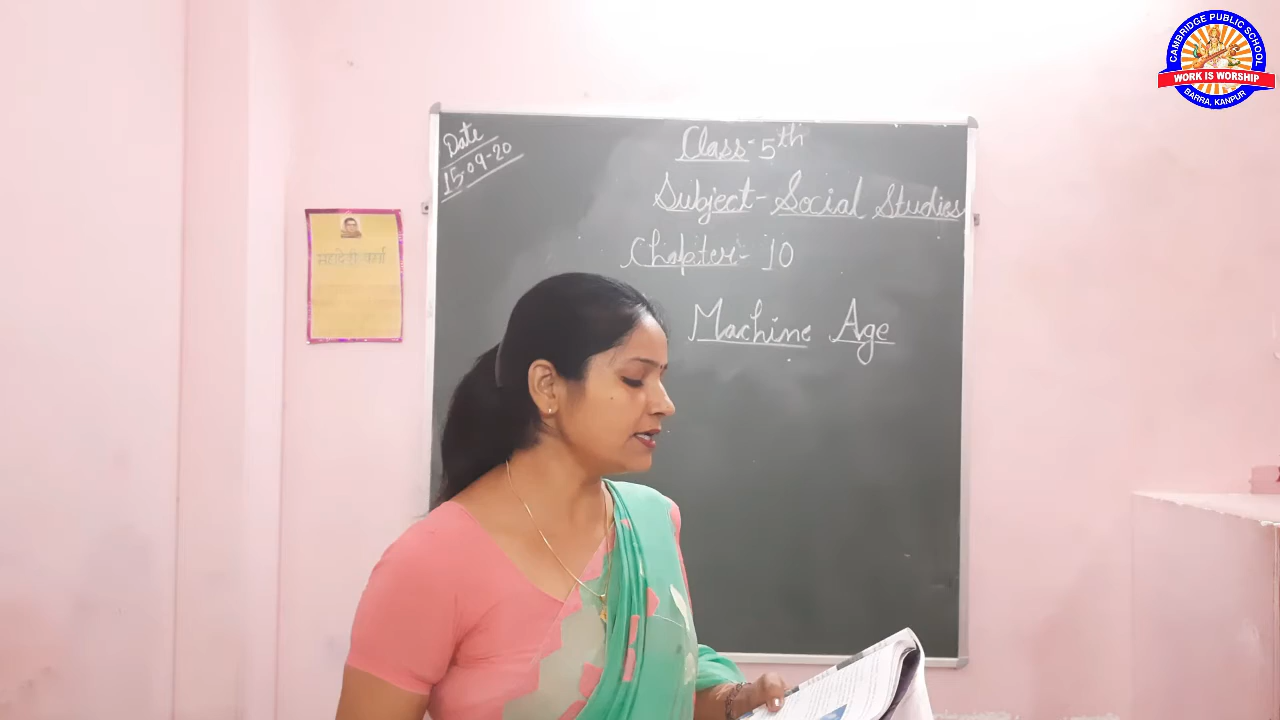 Date
15-09-20
Class-5th
Subject-Social Studies
Chapter-10
Machine Age
महादेवी वर्मा
CAMBRIDGE PUBLIC SCHOOL
WORK IS WORSHIP
BARRA, KANPUR